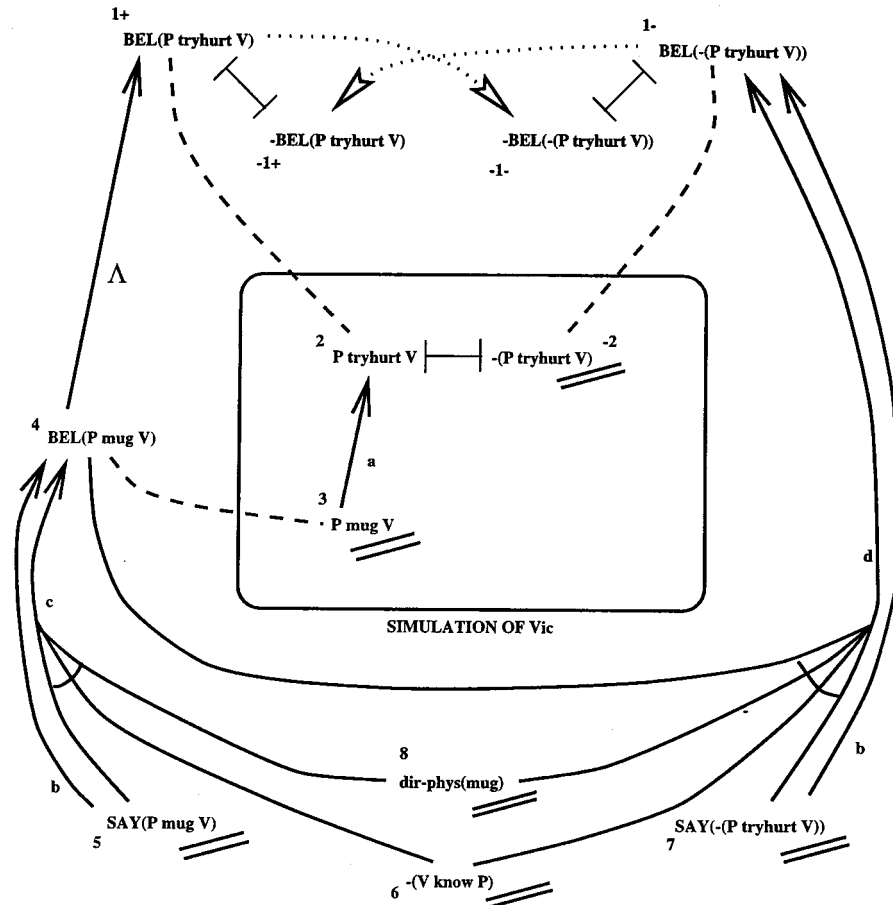 1+
1-
BEL(P tryhurt V)
BEL(-(P tryhurt V))
-BEL(P tryhurt V)
-BEL(-(P tryhurt V))
-1+
-1-
Λ
2
-2
P tryhurt V
-(P tryhurt V)
4
BEL(P mug V)
a
3
P mug V
d
c
SIMULATION OF Vic
8
dir-phys(mug)
b
b
SAY(P mug V)
SAY(-(P tryhurt V))
5
7
-(V know P)
6